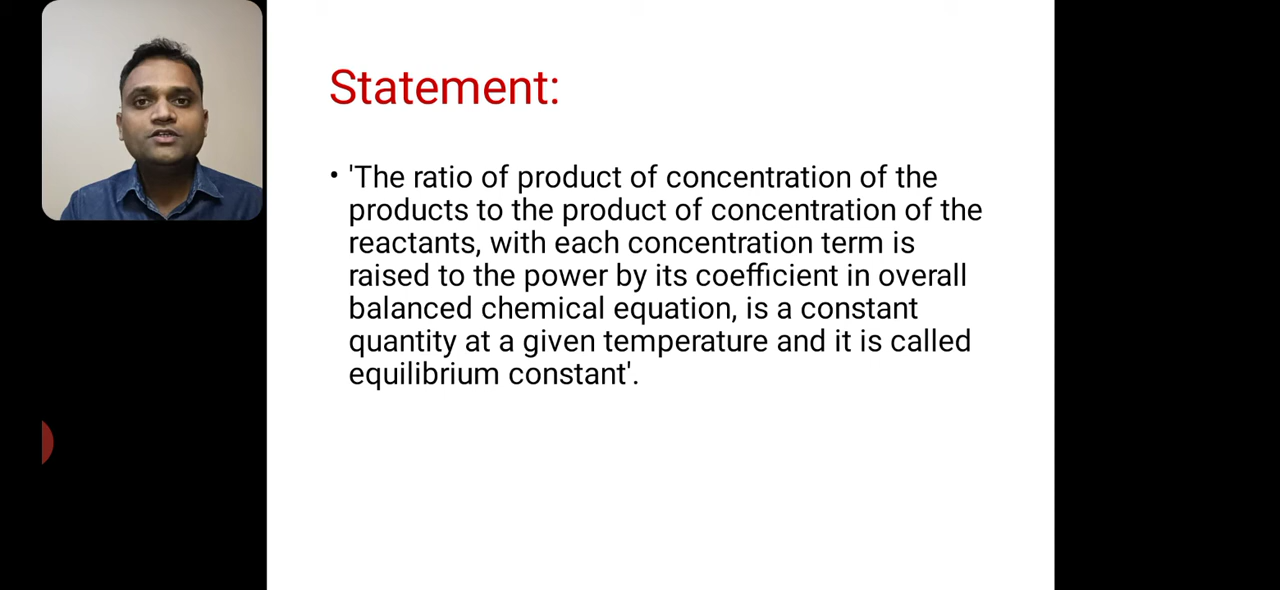 Statement:
• 'The ratio of product of concentration of the
products to the product of concentration of the
reactants, with each concentration term is
raised to the power by its coefficient in overall
balanced chemical equation, is a constant
quantity at a given temperature and it is called
equilibrium constant'.